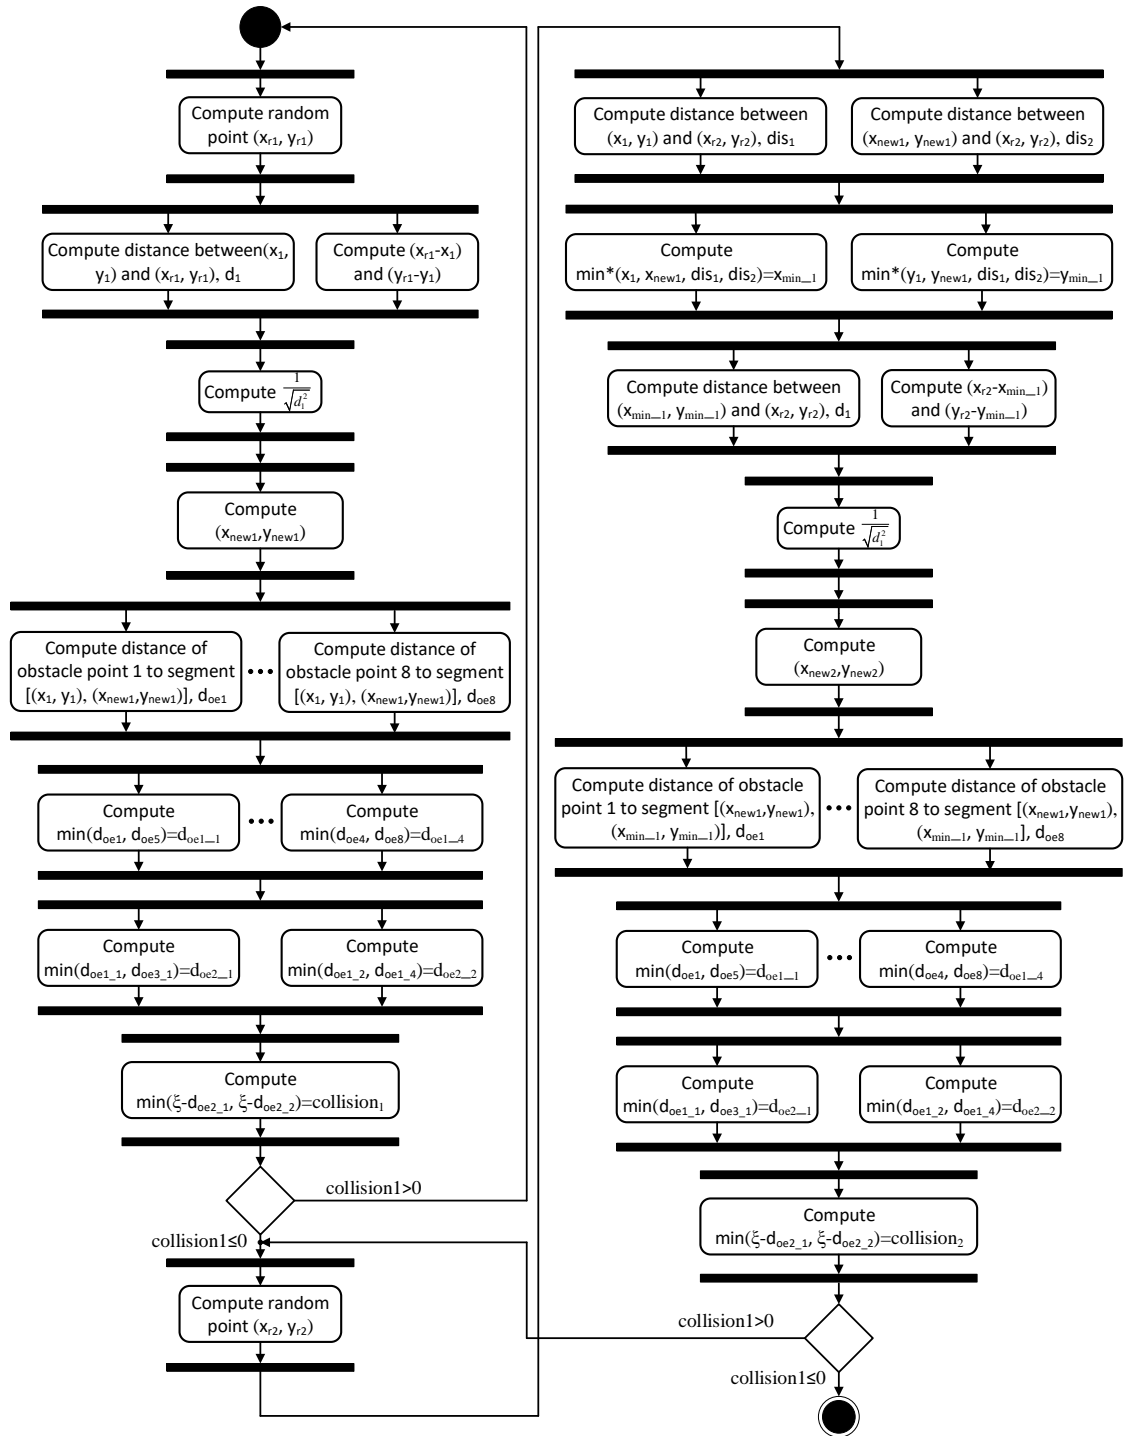 Compute random
point (xr1, yr1)
Compute distance between(x1,
y1) and (xr1, yr1), d1
Compute (xr1-x1)
and (yr1-y1)
Compute 1/√d1^2
Compute
(xnew1,ynew1)
Compute distance of
obstacle point 1 to segment
[(x1, y1), (xnew1,ynew1)], doe1
•••
Compute distance of
obstacle point 8 to segment
[(x1, y1), (xnew1,ynew1)], doe8
Compute
min(doe1, doe5)=doe1_1
•••
Compute
min(doe4, doe8)=doe1_4
Compute
min(doe1_1, doe3_1)=doe2_1
Compute
min(doe1_2, doe1_4)=doe2_2
Compute
min(ξ-doe2_1, ξ-doe2_2)=collision1
collision1>0
collision1≤0
Compute random
point (xr2, yr2)
Compute distance between
(x1, y1) and (xr2, yr2), dis1
Compute distance between
(xnew1, ynew1) and (xr2, yr2), dis2
Compute
min*(x1, xnew1, dis1, dis2)=xmin_1
Compute
min*(y1, ynew1, dis1, dis2)=ymin_1
Compute distance between
(xmin_1, ymin_1) and (xr2, yr2), d1
Compute (xr2-xmin_1)
and (yr2-ymin_1)
Compute 1/√d1^2
Compute
(xnew2,ynew2)
Compute distance of obstacle
point 1 to segment [(xnew1,ynew1),
(xmin_1, ymin_1)], doe1
•••
Compute distance of obstacle
point 8 to segment [(xnew1,ynew1),
(xmin_1, ymin_1], doe8
Compute
min(doe1, doe5)=doe1_1
•••
Compute
min(doe4, doe8)=doe1_4
Compute
min(doe1_1, doe3_1)=doe2_1
Compute
min(doe1_2, doe1_4)=doe2_2
Compute
min(ξ-doe2_1, ξ-doe2_2)=collision2
collision1>0
collision1≤0